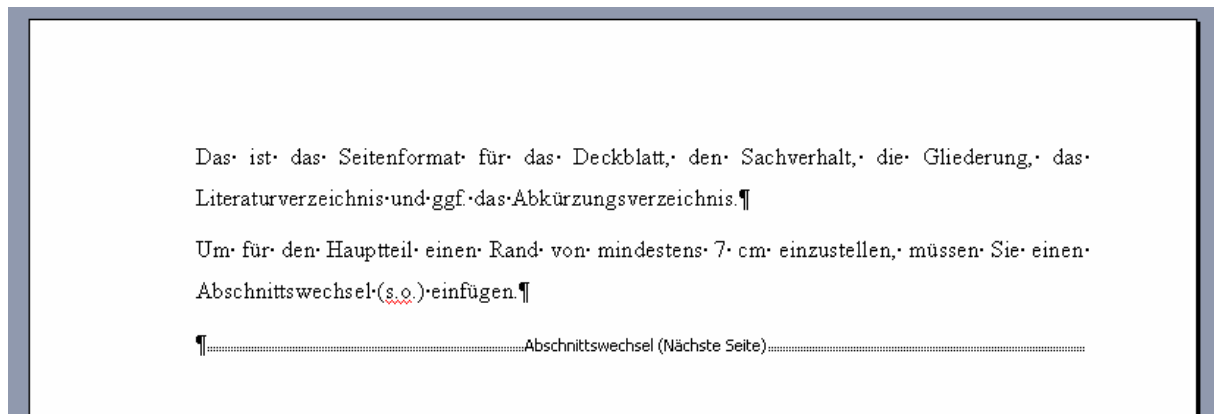 Das ist das Seitenformat für das Deckblatt, den Sachverhalt, die Gliederung, das
Literaturverzeichnis und ggf. das Abkürzungsverzeichnis.¶
Um für den Hauptteil einen Rand von mindestens 7 cm einzustellen, müssen Sie einen
Abschnittswechsel (s.o.) einfügen.¶
¶ Abschnittswechsel (Nächste Seite)